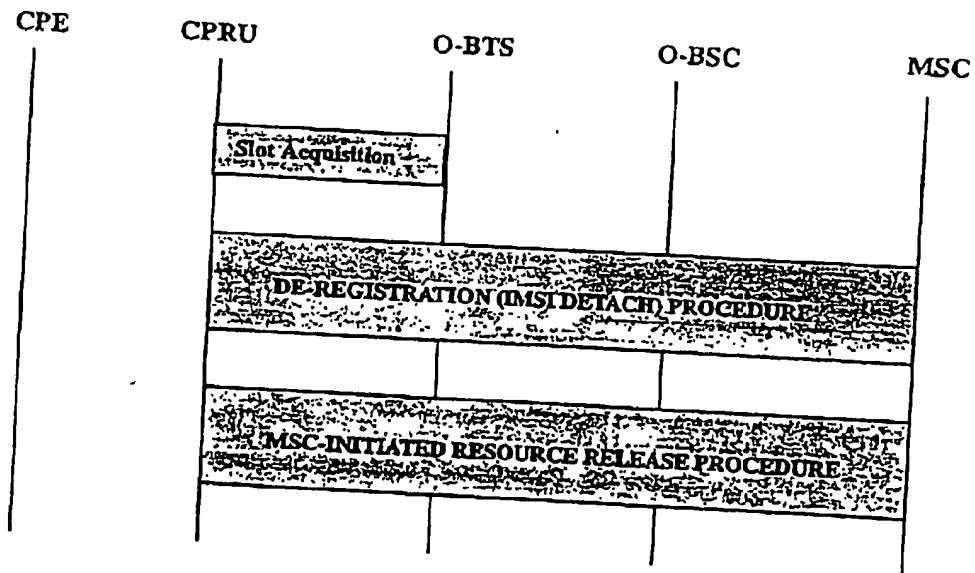 CPE CPRU O-BTS O-BSC MSC
Slot Acquisition
DE-REGISTRATION (IMSI DETACH) PROCEDURE
MSC-INITIATED RESOURCE RELEASE PROCEDURE